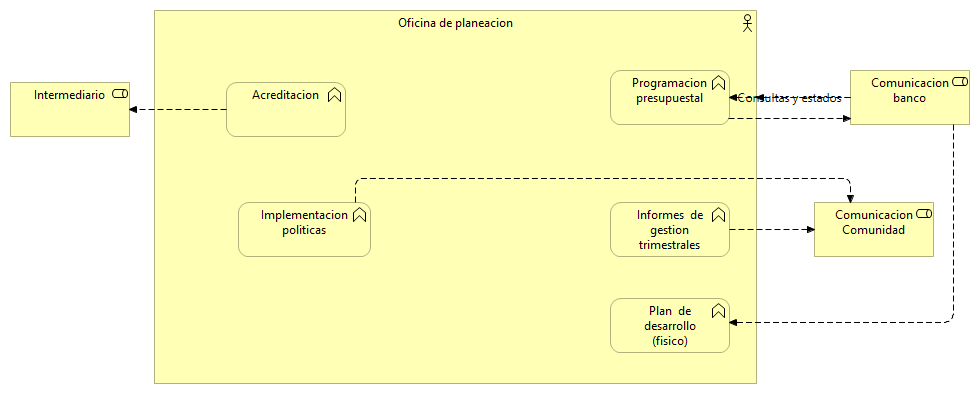 Oficina de planeacion
Intermediario
Acreditacion
Programacion
presupuestal
Consultas y estados
Comunicacion
banco
Implementacion
politicas
Informes de
gestion
trimestrales
Comunicacion
Comunidad
Plan de
desarrollo
(fisico)